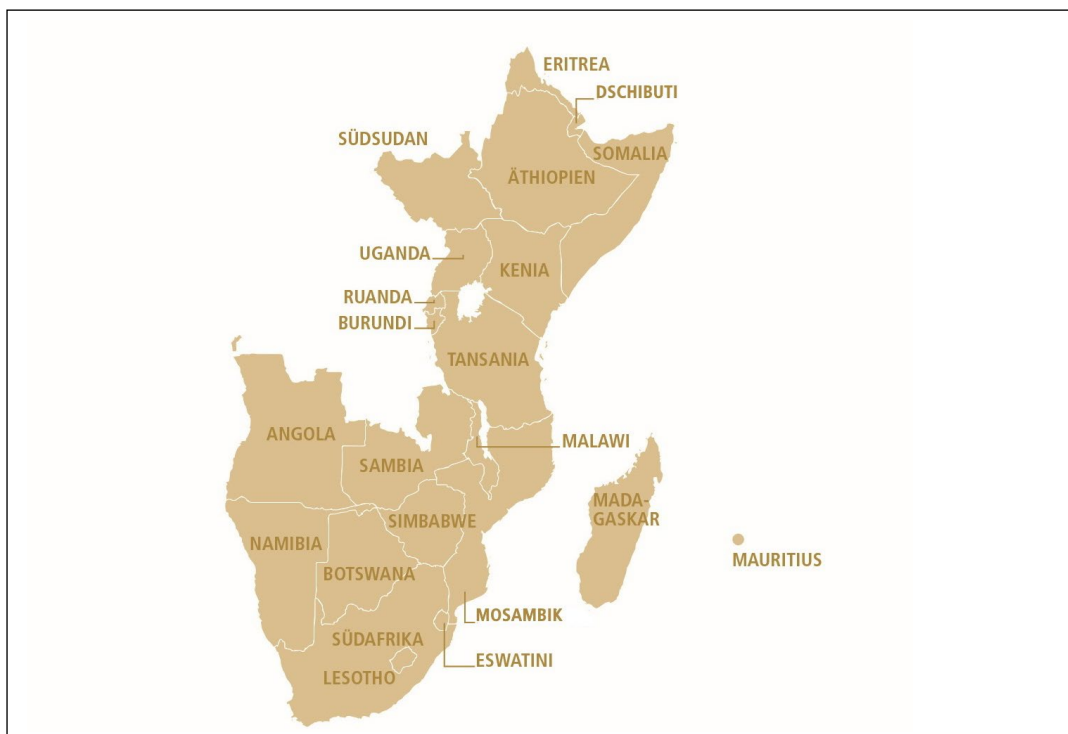 ERITREA
DSCHIBUTI
SÜDSUDAN
SOMALIA
ÄTHIOPIEN
UGANDA
KENIA
RUANDA
BURUNDI
TANSANIA
ANGOLA
MALAWI
SAMBIA
MADA-
GASKAR
SIMBABWE
NAMIBIA
MAURITIUS
BOTSWANA
MOSAMBIK
SÜDAFRIKA
ESWATINI
LESOTHO